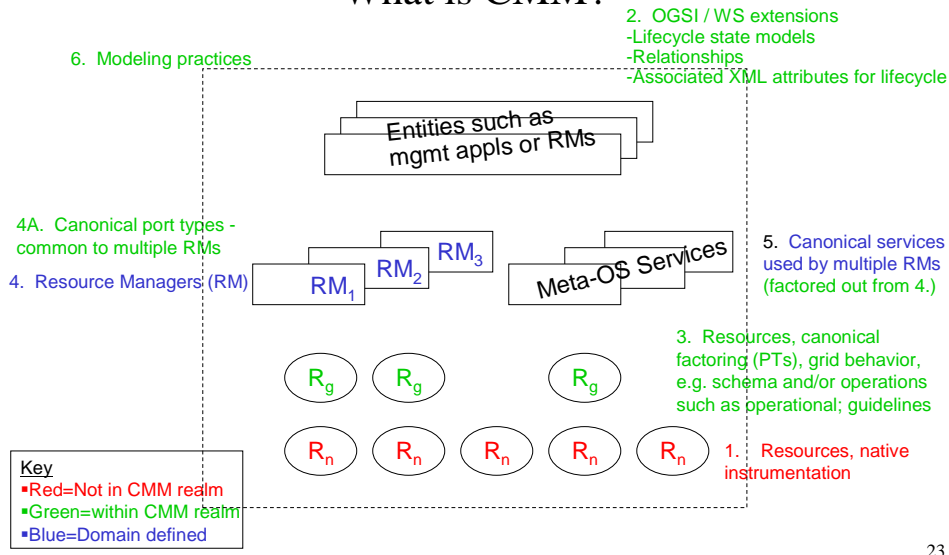 What is CMM?
2. OGSI / WS extensions
-Lifecycle state models
-Relationships
-Associated XML attributes for lifecycle
6. Modeling practices
Entities such as
mgmt appls or RMs
4A. Canonical port types -
common to multiple RMs
4. Resource Managers (RM)
RM1
RM2
RM3
Meta-OS Services
5. Canonical services
used by multiple RMs
(factored out from 4.)
3. Resources, canonical
factoring (PTs), grid behavior,
e.g. schema and/or operations
such as operational; guidelines
Rg
Rg
Rg
Rn
Rn
Rn
Rn
Rn
1. Resources, native
instrumentation
Key
▪Red=Not in CMM realm
▪Green=within CMM realm
▪Blue=Domain defined
23